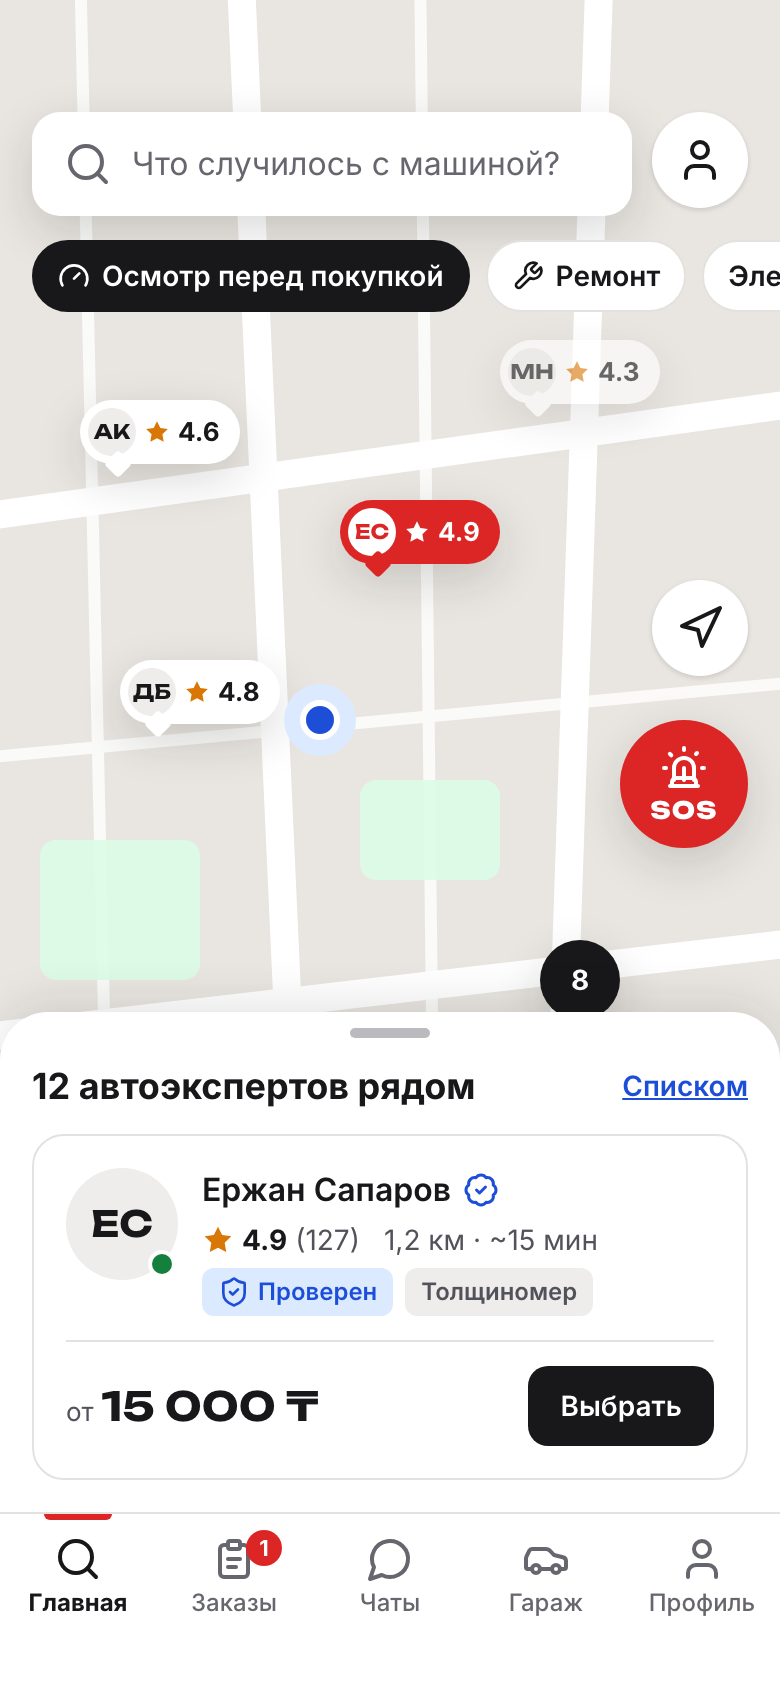 Что случилось с машиной?
Осмотр перед покупкой
Ремонт
Эле
МН 4.3
АК 4.6
ЕС 4.9
ДБ 4.8
SOS
8
12 автоэкспертов рядом
Списком
ЕС
Ержан Сапаров
4.9 (127) 1,2 км · ~15 мин
Проверен
Толщиномер
от 15 000 ₸
Выбрать
1
Главная
Заказы
Чаты
Гараж
Профиль